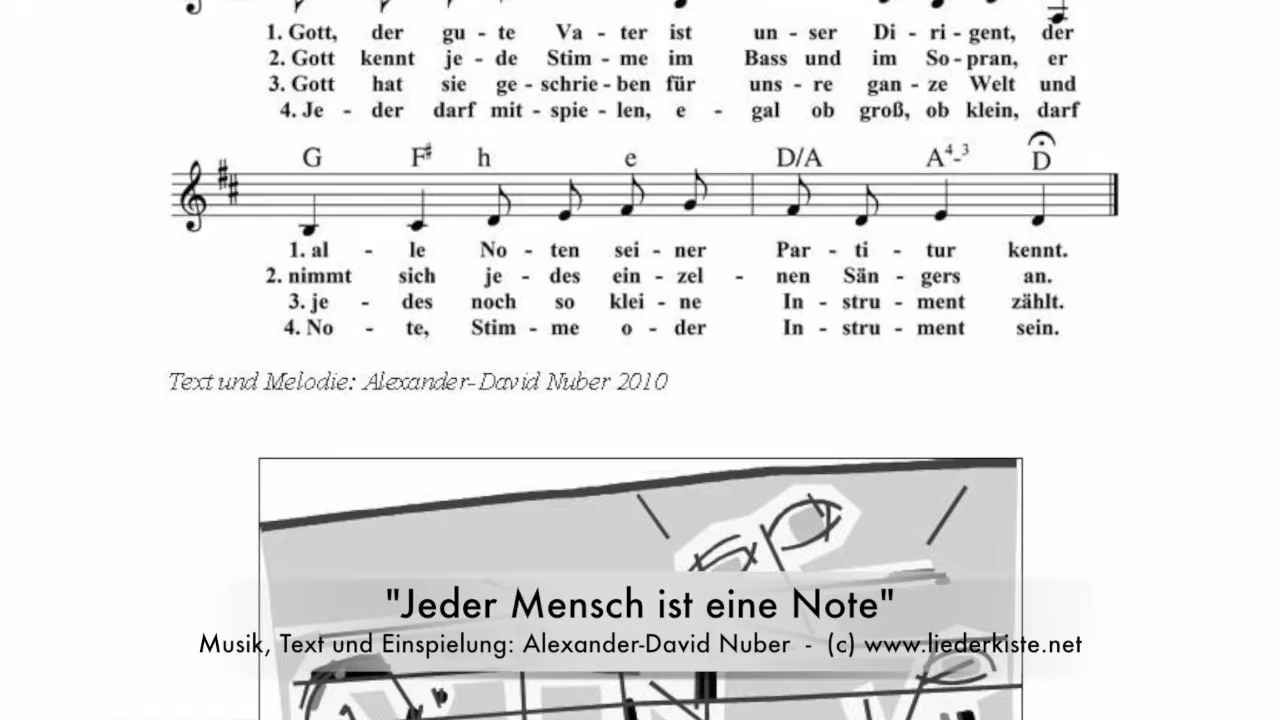 1. Gott, der gu - te Va - ter ist un - ser Di - ri - gent, der
2. Gott kennt je - de Stim - me im Bass und im So - pran, er
3. Gott hat sie ge - schrie - ben für uns - re gan - ze Welt und
4. Je - der darf mit - spie - len, e - gal ob groß, ob klein, darf
G F# h e D/A A4-3 D
1. al - le No - ten sei - ner Par - ti - tur kennt.
2. nimmt sich je - des ein - zel - nen Sän - gers an.
3. je - des noch so klei - ne In - stru - ment zählt.
4. No - te, Stim - me o - der In - stru - ment sein.
Text und Melodie: Alexander-David Nuber 2010
"Jeder Mensch ist eine Note"
Musik, Text und Einspielung: Alexander-David Nuber - (c) www.liederkiste.net